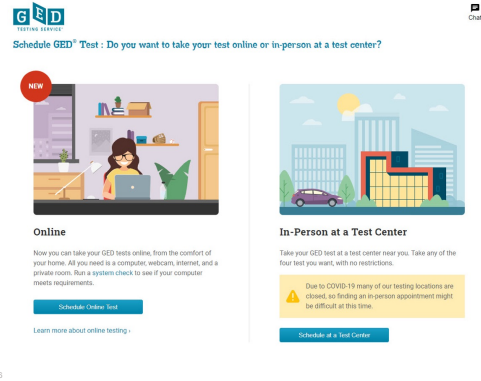 GED
TESTING SERVICE®
Chat
Schedule GED® Test : Do you want to take your test online or in-person at a test center?
NEW
Online
Now you can take your GED tests online, from the comfort of
your home. All you need is a computer, webcam, internet, and a
private room. Run a system check to see if your computer
meets requirements.
Schedule Online Test
Learn more about online testing ›
In-Person at a Test Center
Take your GED test at a test center near you. Take any of the
four test you want, with no restrictions.
Due to COVID-19 many of our testing locations are
closed, so finding an in-person appointment might
be difficult at this time.
Schedule at a Test Center